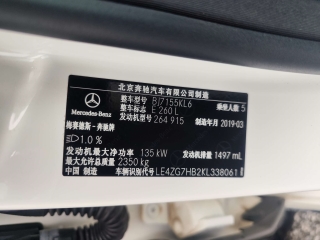 北京奔驰汽车有限公司制造
整车型号 BJ7155KL6 乘坐人数 5
整车标志 E 260 L
Mercedes-Benz 发动机型号 264 915 制造年月 2019-03
梅赛德斯-奔驰牌
1.0 %
发动机最大净功率 135 kW 发动机排量 1497 mL
最大允许总质量 2350 kg
中国制造 车辆识别代号 LE4ZG7HB2KL338061